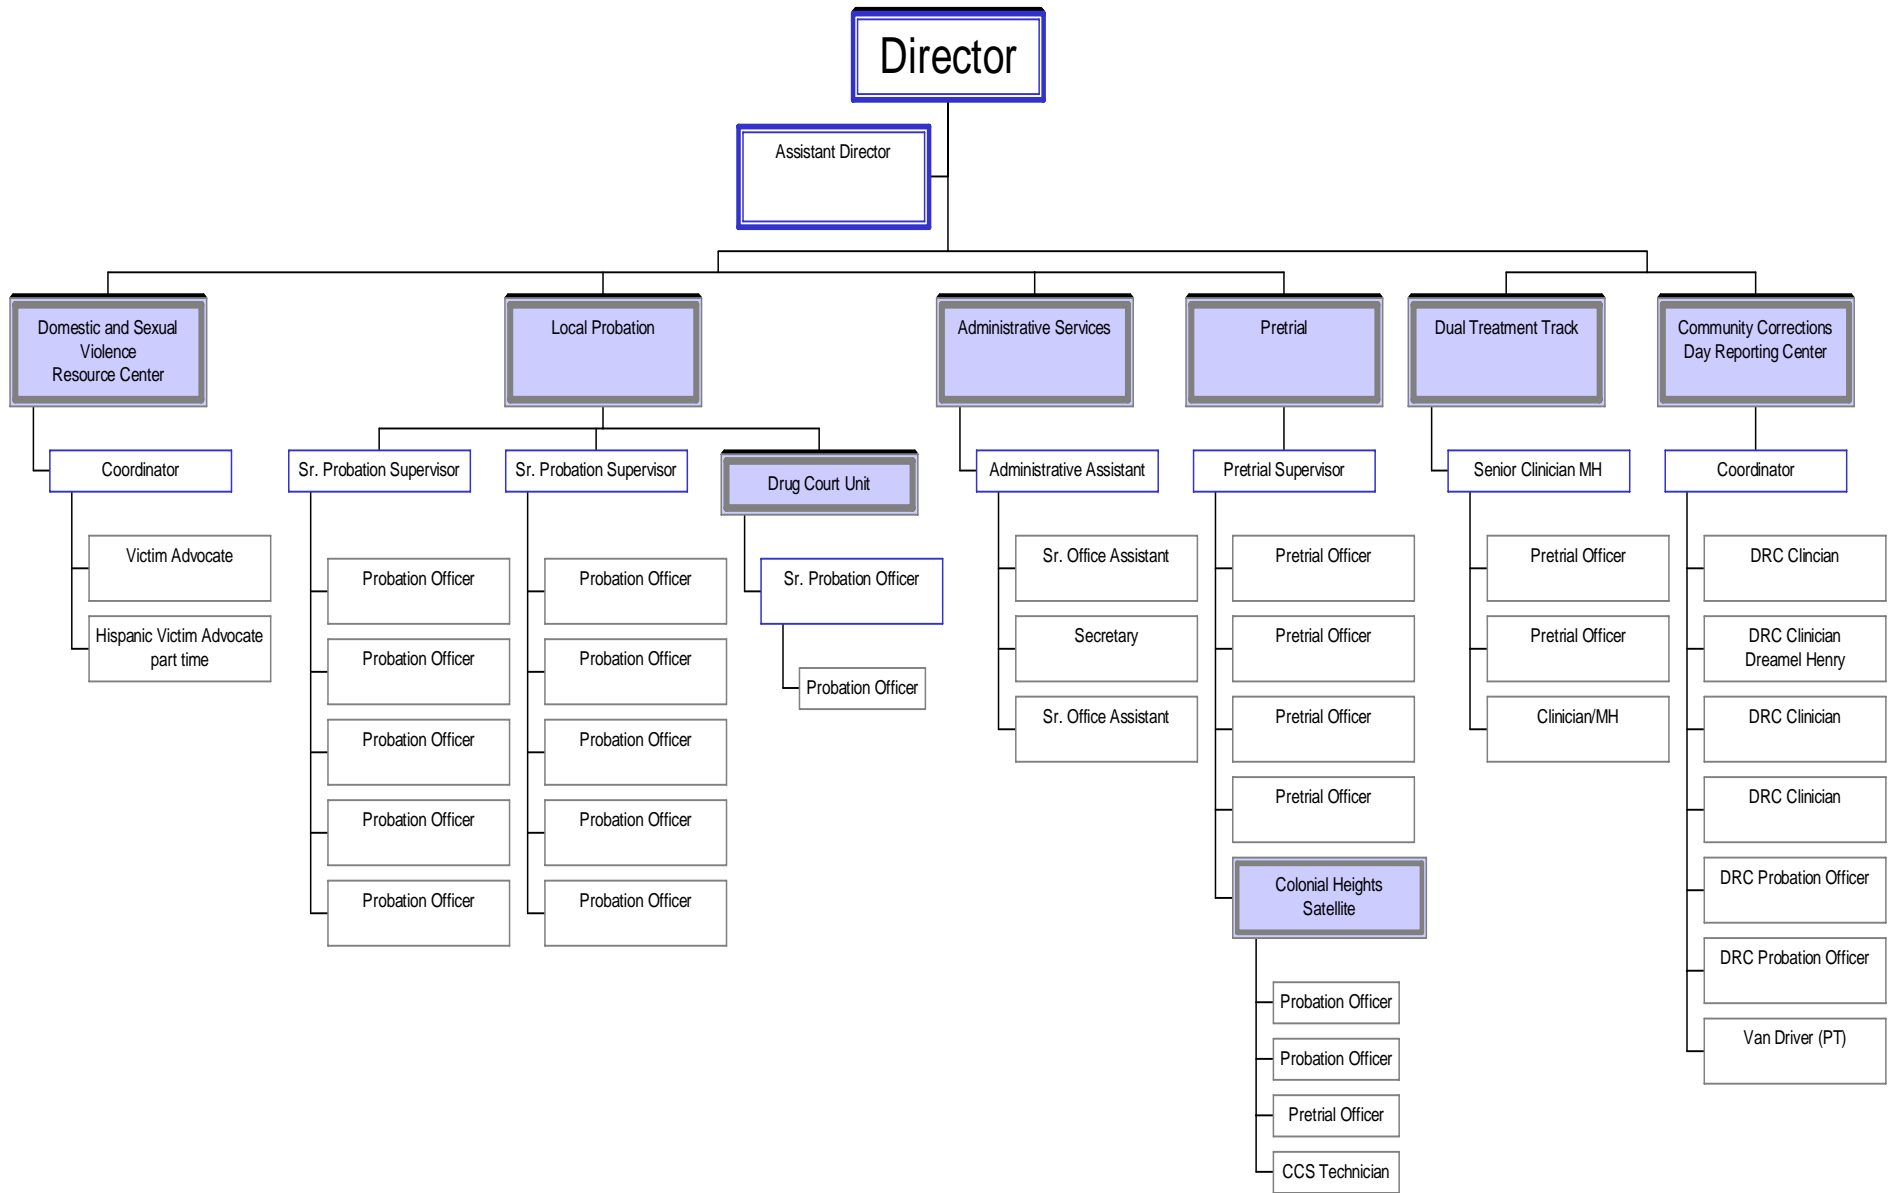 Director
Assistant Director
Domestic and Sexual
Violence
Resource Center
Local Probation
Administrative Services
Pretrial
Dual Treatment Track
Community Corrections
Day Reporting Center
Coordinator
Victim Advocate
Hispanic Victim Advocate
part time
Sr. Probation Supervisor
Probation Officer
Probation Officer
Probation Officer
Probation Officer
Probation Officer
Sr. Probation Supervisor
Probation Officer
Probation Officer
Probation Officer
Probation Officer
Probation Officer
Drug Court Unit
Sr. Probation Officer
Probation Officer
Administrative Assistant
Sr. Office Assistant
Secretary
Sr. Office Assistant
Pretrial Supervisor
Pretrial Officer
Pretrial Officer
Pretrial Officer
Pretrial Officer
Colonial Heights
Satellite
Probation Officer
Probation Officer
Pretrial Officer
CCS Technician
Senior Clinician MH
Pretrial Officer
Pretrial Officer
Clinician/MH
Coordinator
DRC Clincian
DRC Clinician
Dreamel Henry
DRC Clinician
DRC Clinician
DRC Probation Officer
DRC Probation Officer
Van Driver (PT)